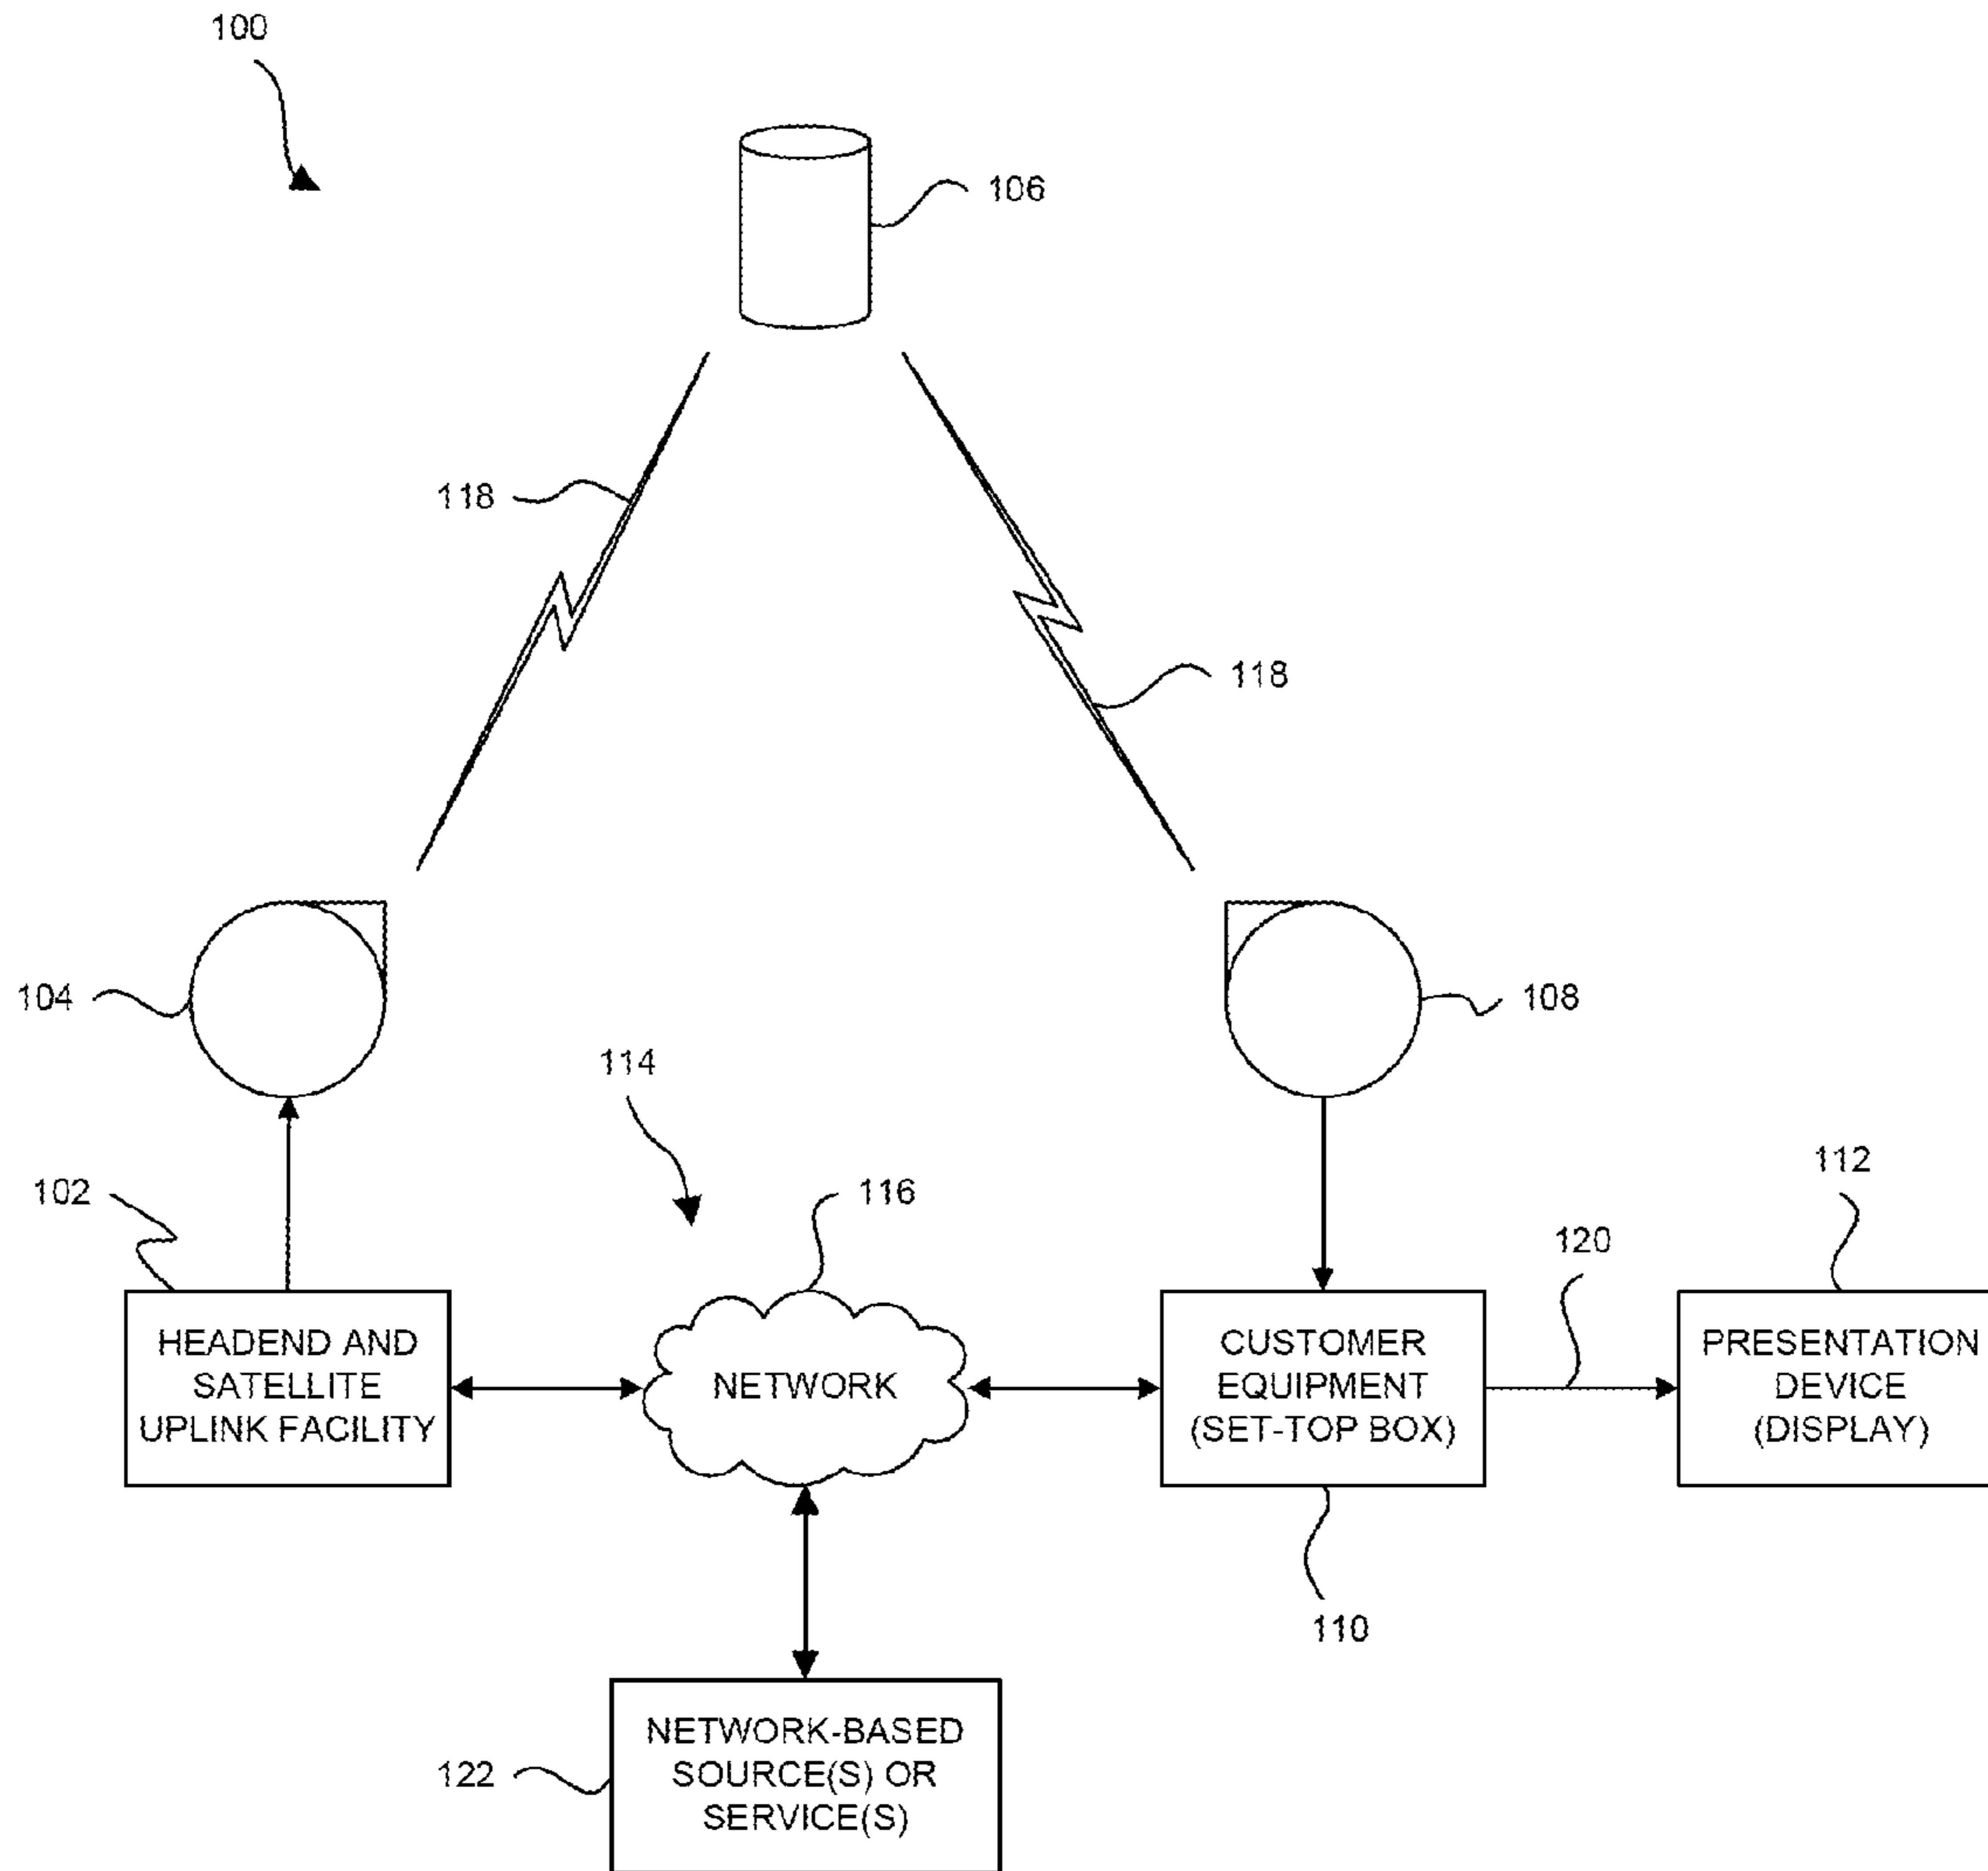 100
106
118
118
104
108
114
112
102
116
120
HEADEND AND
SATELLITE
UPLINK FACILITY
NETWORK
CUSTOMER
EQUIPMENT
(SET-TOP BOX)
PRESENTATION
DEVICE
(DISPLAY)
110
NETWORK-BASED
SOURCE(S) OR
SERVICE(S)
122